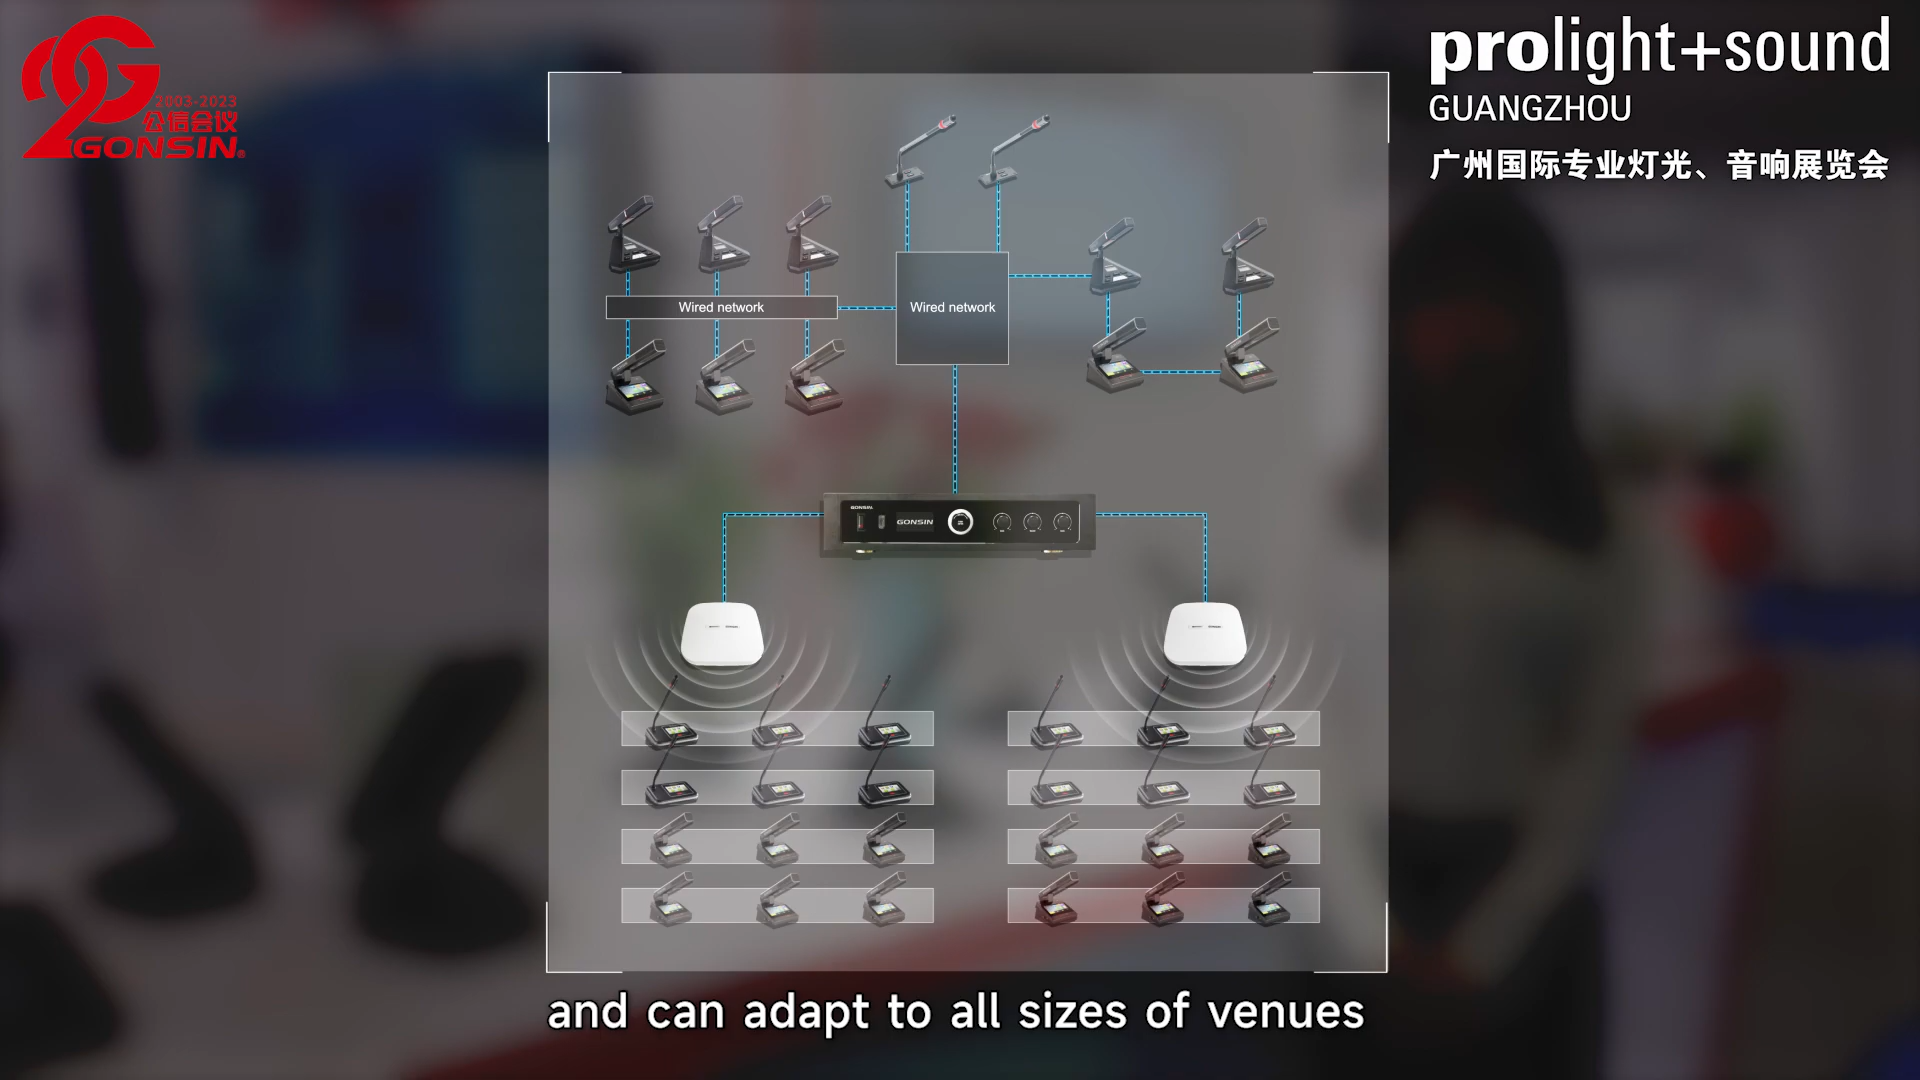 2003-2023
公信会议
GONSIN®
prolight+sound
GUANGZHOU
广州国际专业灯光、音响展览会
Wired network
Wired network
GONSIN
GONSIN
and can adapt to all sizes of venues